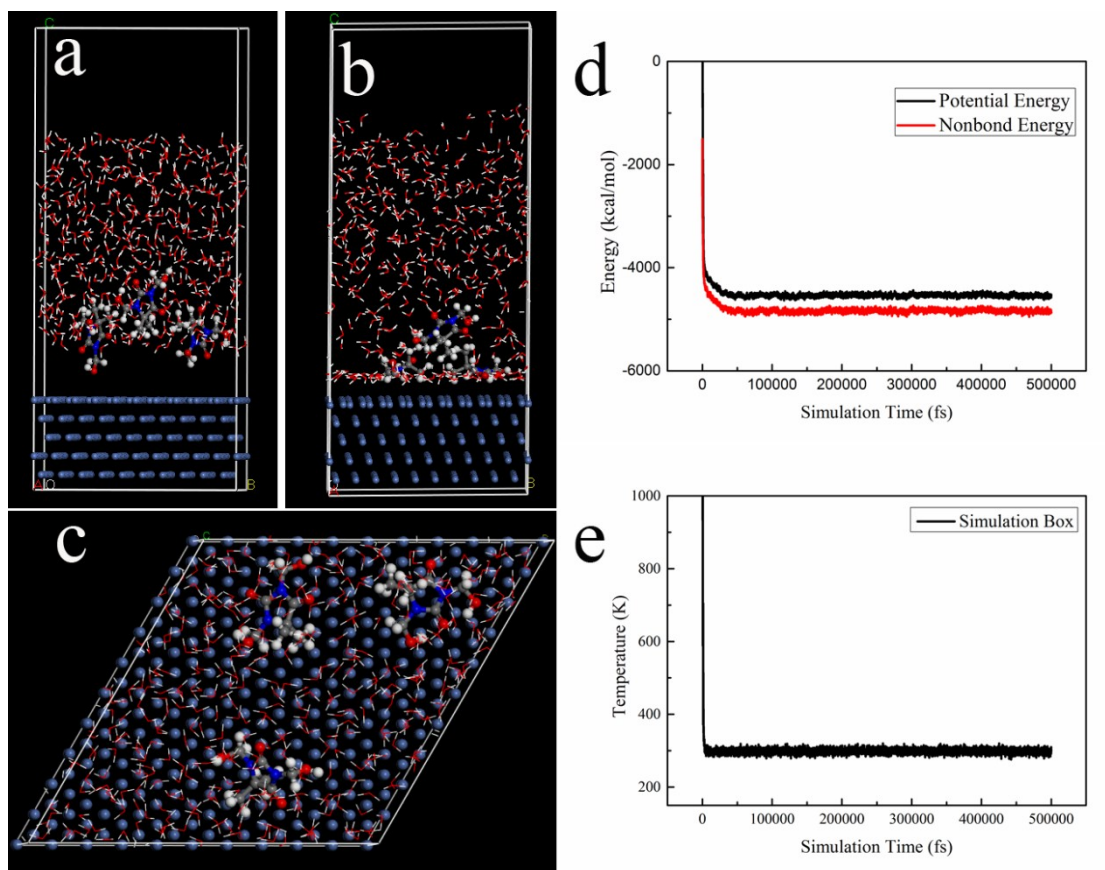 C
a
A
O
B
C
b
A
B
c
C
d
Potential Energy
Nonbond Energy
0
-2000
-4000
-6000
Energy (kcal/mol)
0 100000 200000 300000 400000 500000
Simulation Time (fs)
e
Simulation Box
1000
800
600
400
300
200
Temperature (K)
0 100000 200000 300000 400000 500000
Simulation Time (fs)